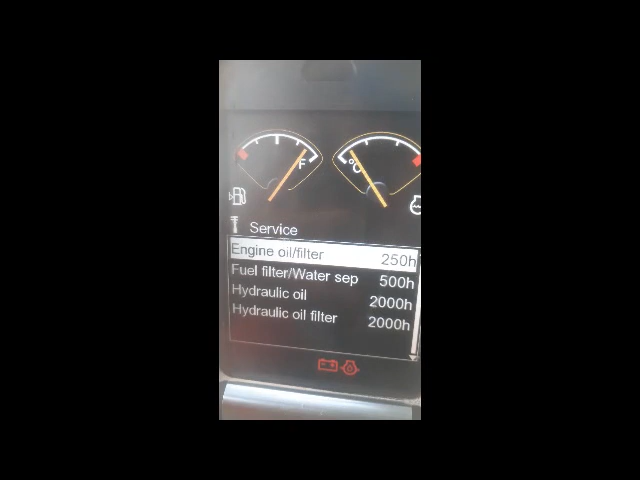 F
°C
Service
Engine oil/filter 250h
Fuel filter/Water sep 500h
Hydraulic oil 2000h
Hydraulic oil filter 2000h